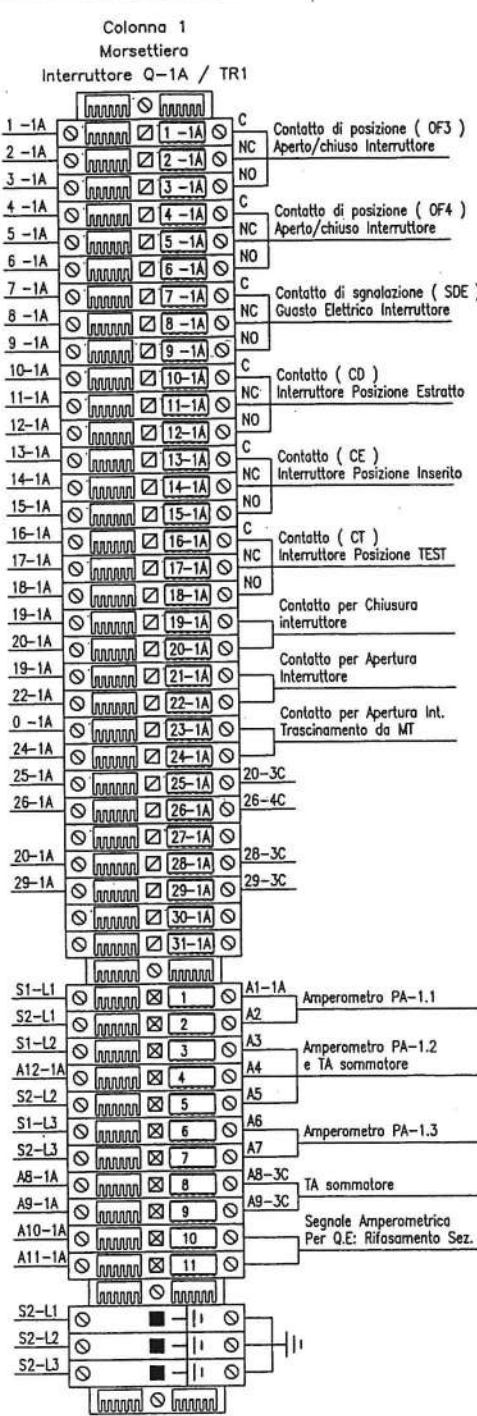 Colonna 1
Morsettiera
Interruttore Q-1A / TR1
1 -1A 1 -1A C
2 -1A 2 -1A NC
3 -1A 3 -1A NO
Contatto di posizione ( OF3 )
Aperto/chiuso Interruttore
4 -1A 4 -1A C
5 -1A 5 -1A NC
6 -1A 6 -1A NO
Contatto di posizione ( OF4 )
Aperto/chiuso Interruttore
7 -1A 7 -1A C
8 -1A 8 -1A NC
9 -1A 9 -1A NO
Contatto di sgnalazione ( SDE )
Guasto Elettrico Interruttore
10-1A 10-1A C
11-1A 11-1A NC
12-1A 12-1A NO
Contatto ( CD )
Interruttore Posizione Estratto
13-1A 13-1A C
14-1A 14-1A NC
15-1A 15-1A NO
Contatto ( CE )
Interruttore Posizione Inserito
16-1A 16-1A C
17-1A 17-1A NC
18-1A 18-1A NO
Contatto ( CT )
Interruttore Posizione TEST
19-1A 19-1A
20-1A 20-1A
Contatto per Chiusura
interruttore
19-1A 21-1A
22-1A 22-1A
Contatto per Apertura
Interruttore
0 -1A 23-1A
24-1A 24-1A
Contatto per Apertura Int.
Trascinamento da MT
25-1A 25-1A 20-3C
26-1A 26-1A 26-4C
27-1A
20-1A 28-1A 28-3C
29-1A 29-1A 29-3C
30-1A
31-1A
S1-L1 1 A1-1A
S2-L1 2 A2
Amperometro PA-1.1
S1-L2 3 A3
A12-1A 4 A4
S2-L2 5 A5
Amperometro PA-1.2
e TA sommatore
S1-L3 6 A6
S2-L3 7 A7
Amperometro PA-1.3
A8-1A 8 A8-3C
A9-1A 9 A9-3C
TA sommatore
A10-1A 10
A11-1A 11
Segnale Amperometrica
Per Q.E: Rifasamento Sez.
S2-L1
S2-L2
S2-L3